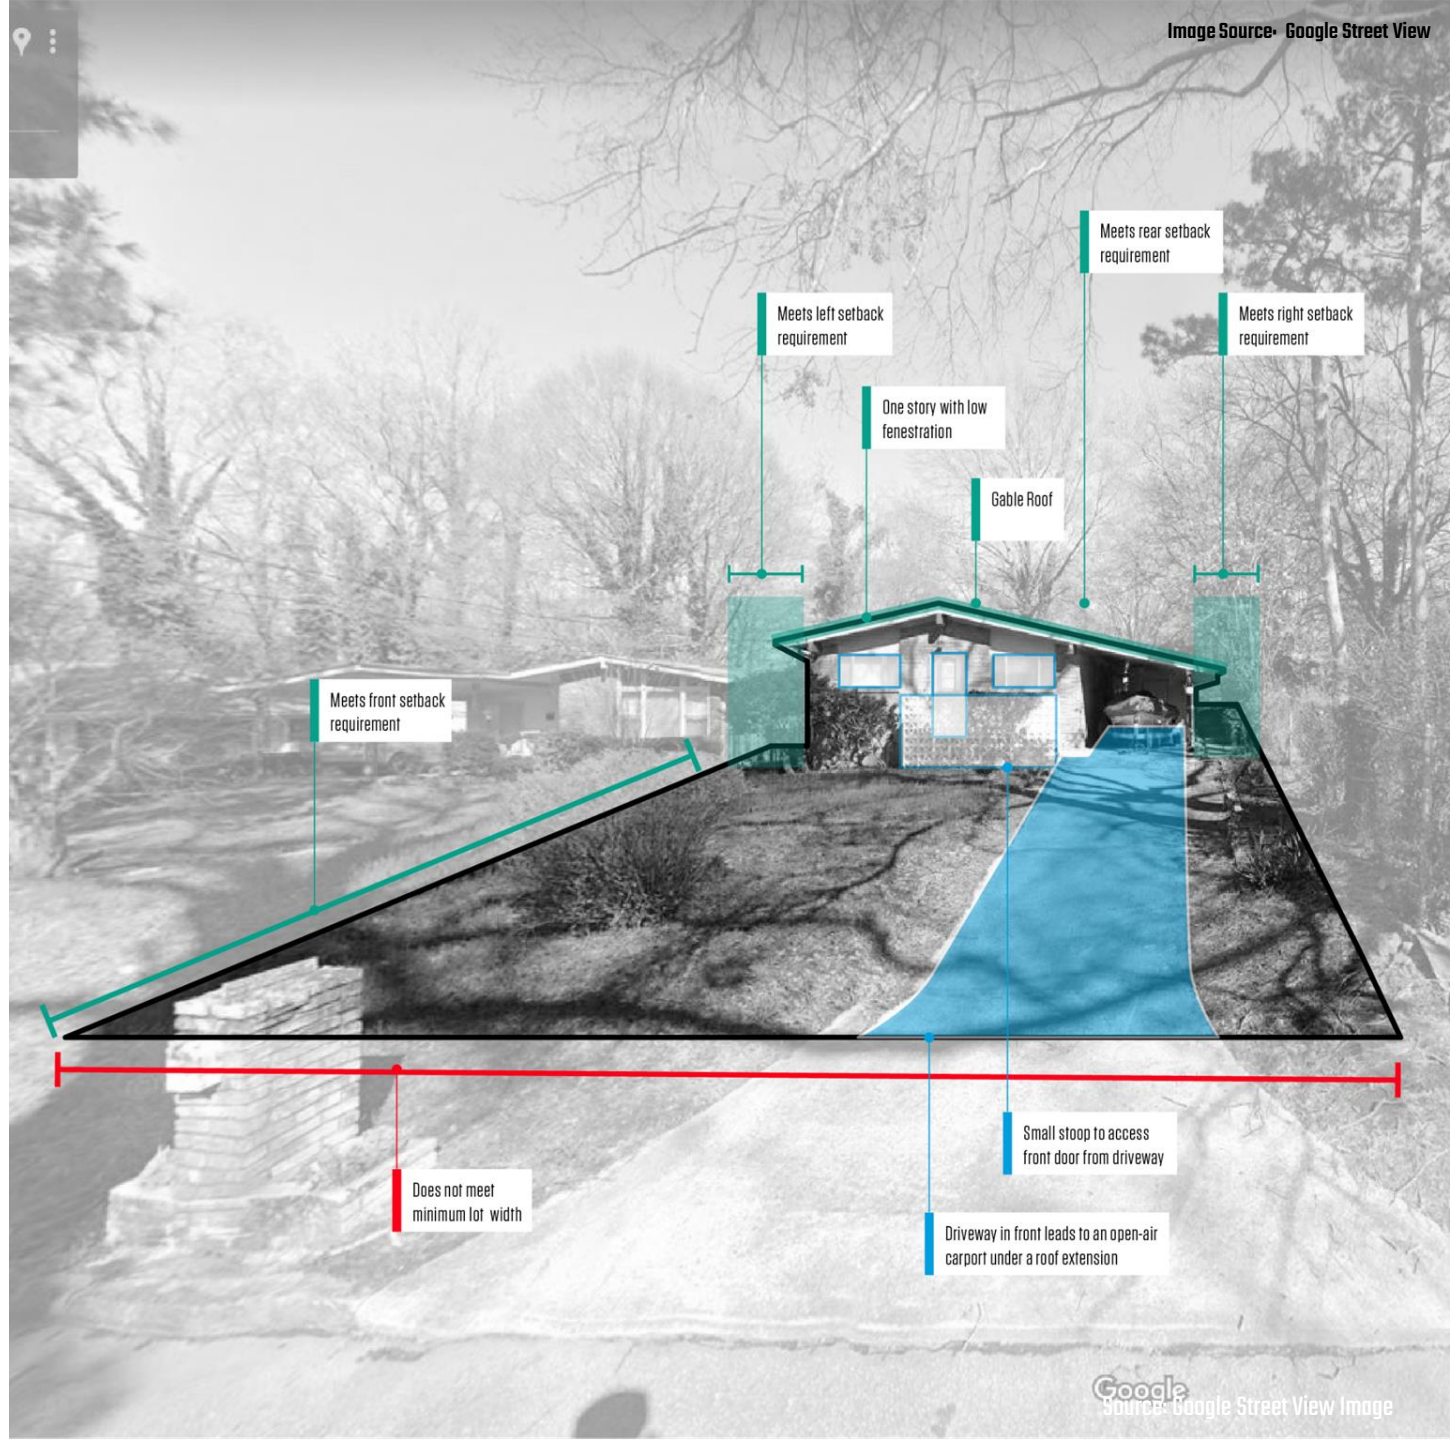 Image Source: Google Street View
Meets rear setback
requirement
Meets left setback
requirement
Meets right setback
requirement
One story with low
fenestration
Gable Roof
Meets front setback
requirement
Small stoop to access
front door from driveway
Does not meet
minimum lot width
Driveway in front leads to an open-air
carport under a roof extension
Google
Source: Google Street View Image